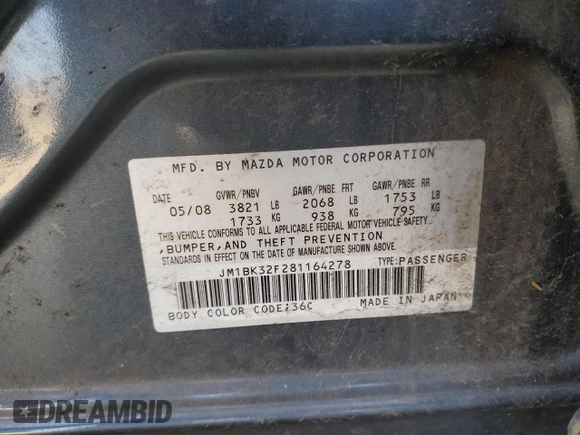 MFD. BY MAZDA MOTOR CORPORATION
DATE GVWR/PNBV GAWR/PNBE FRT GAWR/PNBE RR
05/08 3821 LB 2068 LB 1753 LB
1733 KG 938 KG 795 KG
THIS VEHICLE CONFORMS TO ALL APPLICABLE FEDERAL MOTOR VEHICLE SAFETY,
BUMPER, AND THEFT PREVENTION
STANDARDS IN EFFECT ON THE DATE OF MANUFACTURE SHOWN ABOVE.
JM1BK32F281164278 TYPE:PASSENGER
BODY COLOR CODE:36C MADE IN JAPAN
DREAMBID